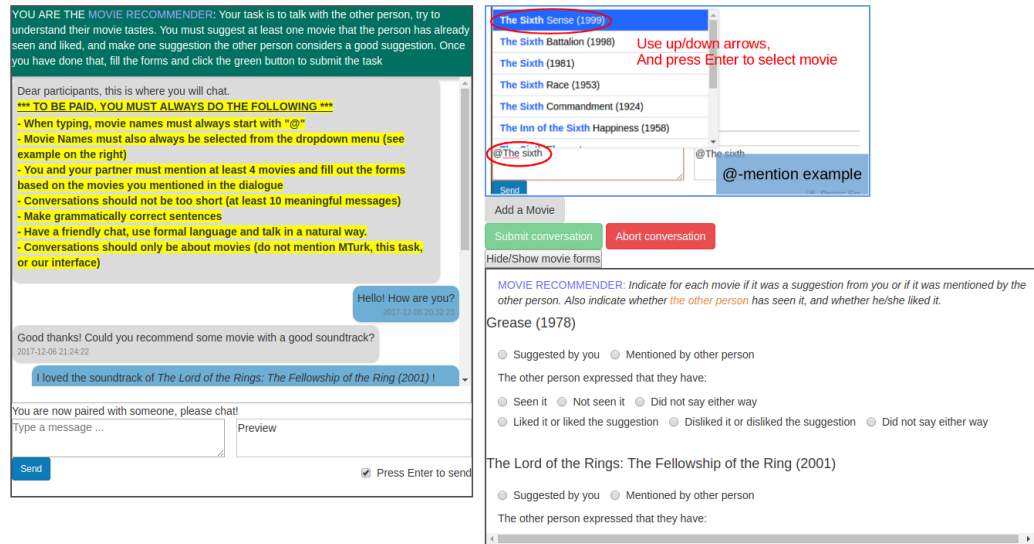 YOU ARE THE MOVIE RECOMMENDER: Your task is to talk with the other person, try to
understand their movie tastes. You must suggest at least one movie that the person has already
seen and liked, and make one suggestion the other person considers a good suggestion. Once
you have done that, fill the forms and click the green button to submit the task
Dear participants, this is where you will chat.
*** TO BE PAID, YOU MUST ALWAYS DO THE FOLLOWING ***
- When typing, movie names must always start with "@"
- Movie Names must also always be selected from the dropdown menu (see
example on the right)
- You and your partner must mention at least 4 movies and fill out the forms
based on the movies you mentioned in the dialogue
- Conversations should not be too short (at least 10 meaningful messages)
- Make grammatically correct sentences
- Have a friendly chat, use formal language and talk in a natural way.
- Conversations should only be about movies (do not mention MTurk, this task,
or our interface)
Hello! How are you?
2017-12-06 20:32:23
Good thanks! Could you recommend some movie with a good soundtrack?
2017-12-06 21:24:22
I loved the soundtrack of The Lord of the Rings: The Fellowship of the Ring (2001) !
You are now paired with someone, please chat!
Type a message ...
Preview
Send
Press Enter to send
The Sixth Sense (1999)
The Sixth Battalion (1998)
The Sixth (1981)
The Sixth Race (1953)
The Sixth Commandment (1924)
The Inn of the Sixth Happiness (1958)
Use up/down arrows,
And press Enter to select movie
@The sixth
@The sixth
@-mention example
Send
Add a Movie
Submit conversation
Abort conversation
Hide/Show movie forms
MOVIE RECOMMENDER: Indicate for each movie if it was a suggestion from you or if it was mentioned by the
other person. Also indicate whether the other person has seen it, and whether he/she liked it.
Grease (1978)
Suggested by you Mentioned by other person
The other person expressed that they have:
Seen it Not seen it Did not say either way
Liked it or liked the suggestion Disliked it or disliked the suggestion Did not say either way
The Lord of the Rings: The Fellowship of the Ring (2001)
Suggested by you Mentioned by other person
The other person expressed that they have: